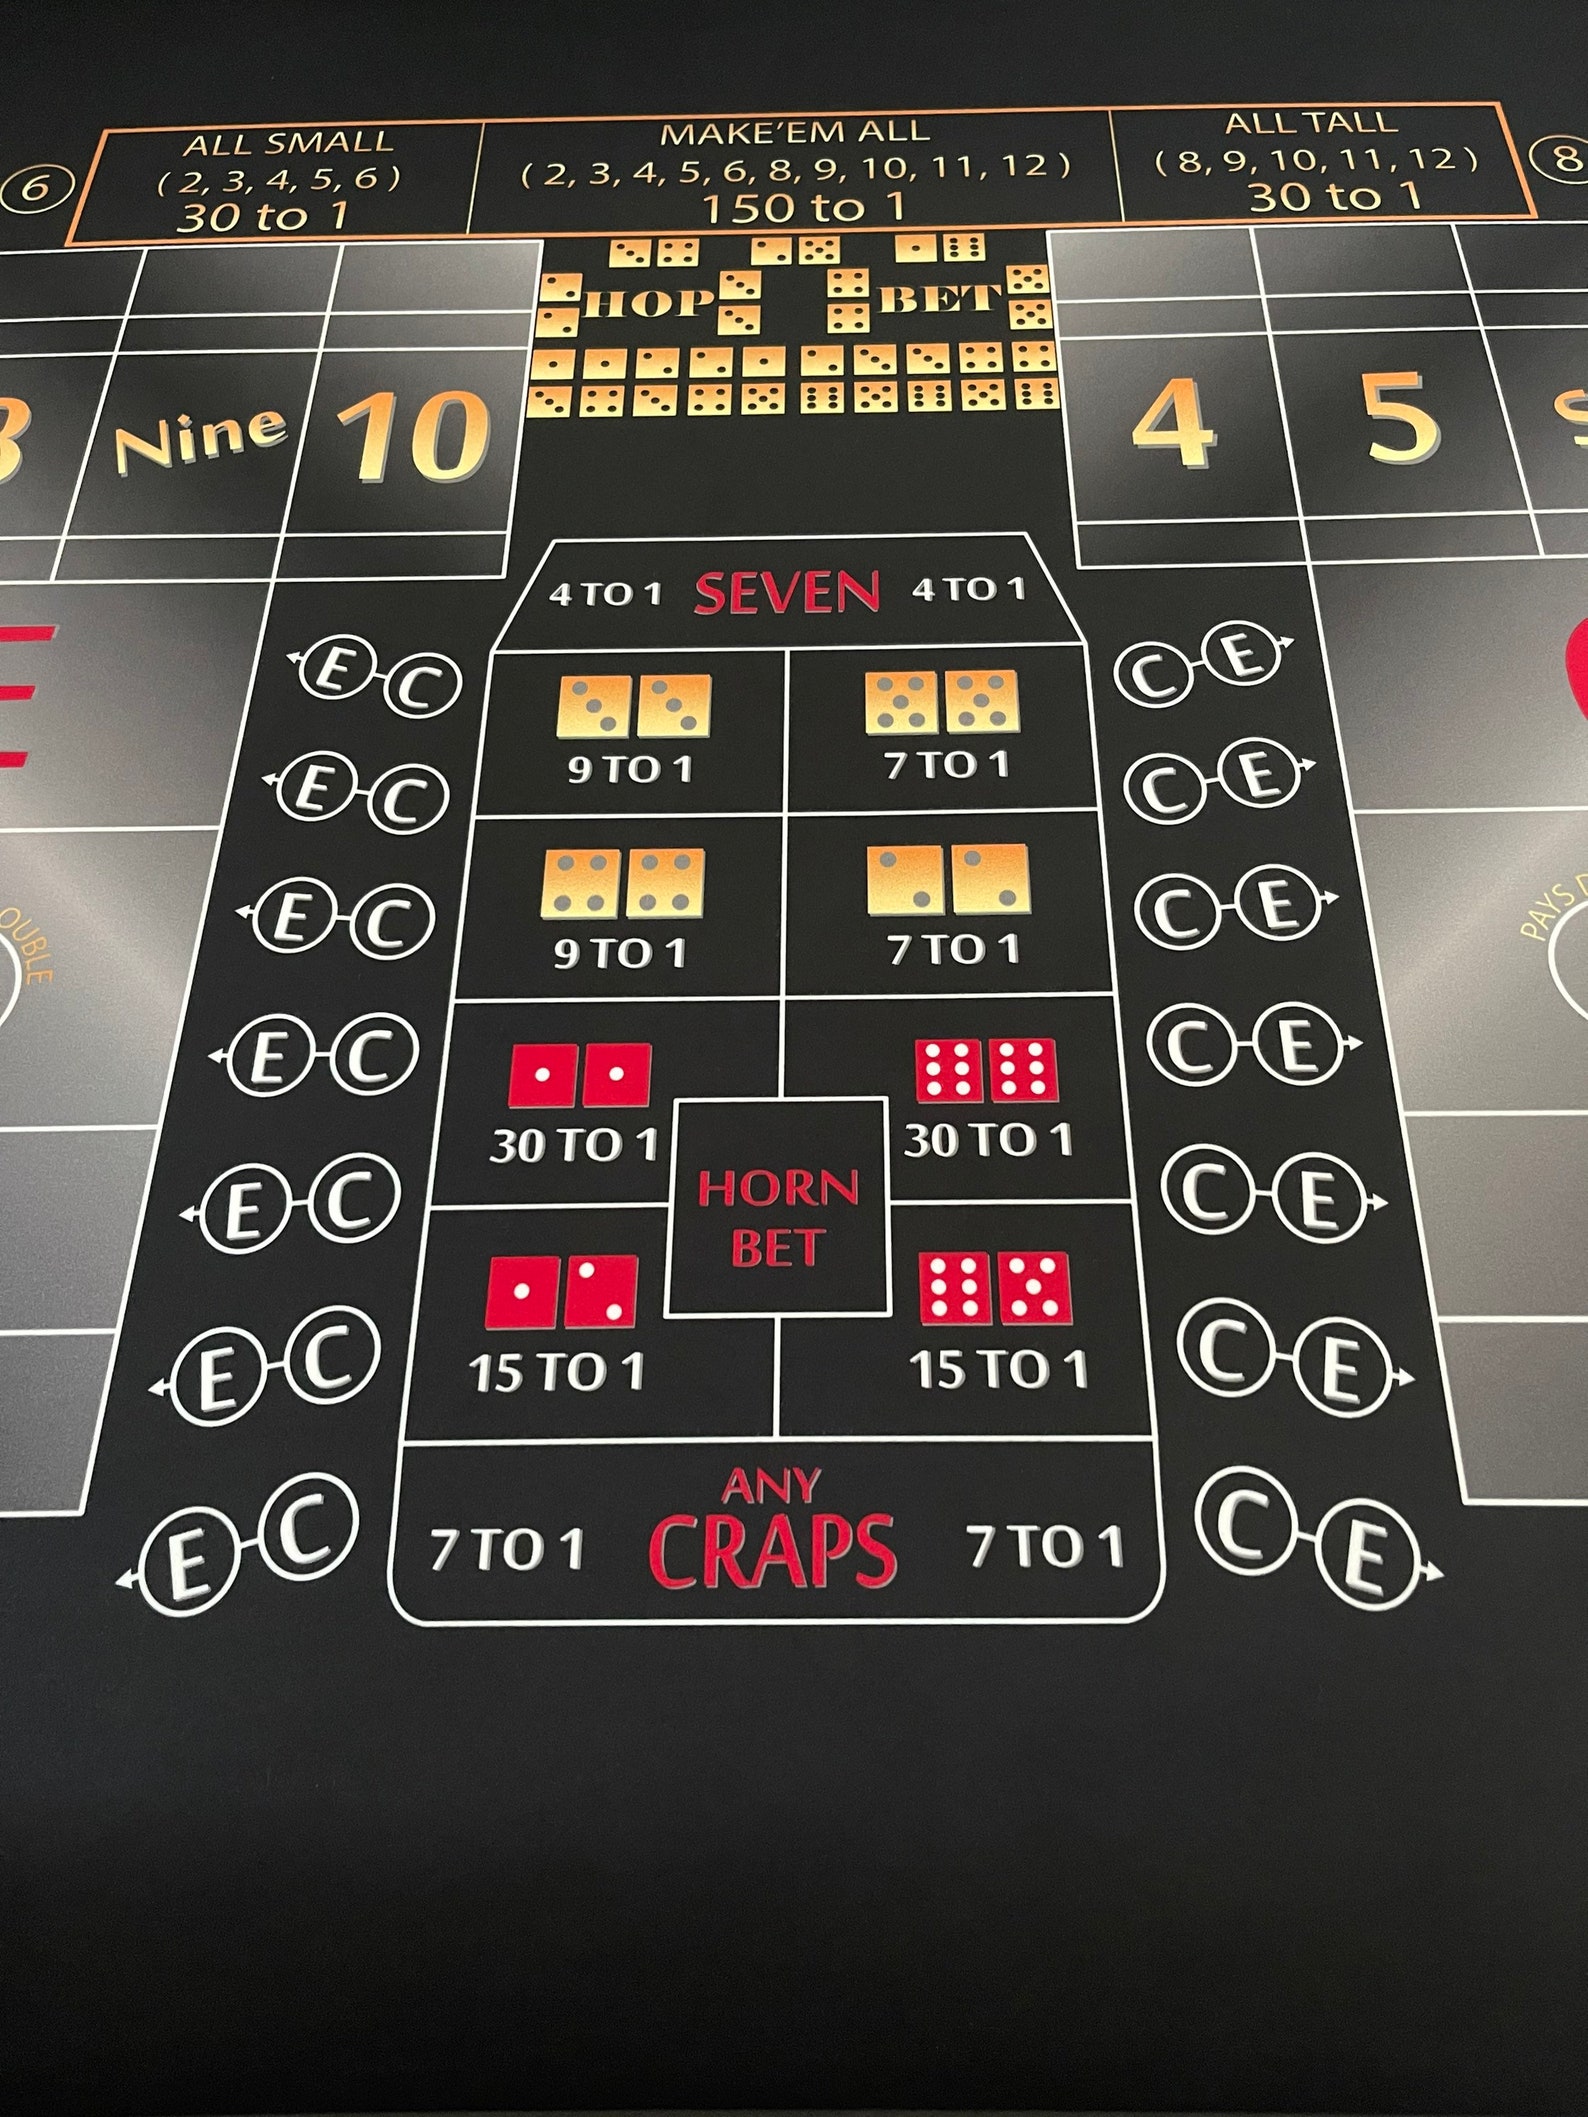 ALL SMALL
( 2, 3, 4, 5, 6 )
30 to 1
MAKE'EM ALL
( 2, 3, 4, 5, 6, 8, 9, 10, 11, 12 )
150 to 1
ALL TALL
( 8, 9, 10, 11, 12 )
30 to 1
6
8
HOP BET
Nine 10
4 5
4 TO 1 SEVEN 4 TO 1
E C
C E
9 TO 1 7 TO 1
E C
C E
9 TO 1 7 TO 1
E C
C E
OUBLE
PAYS
E C
C E
30 TO 1 30 TO 1
HORN
BET
E C
C E
15 TO 1 15 TO 1
E C
C E
ANY
7 TO 1 CRAPS 7 TO 1
E C
C E